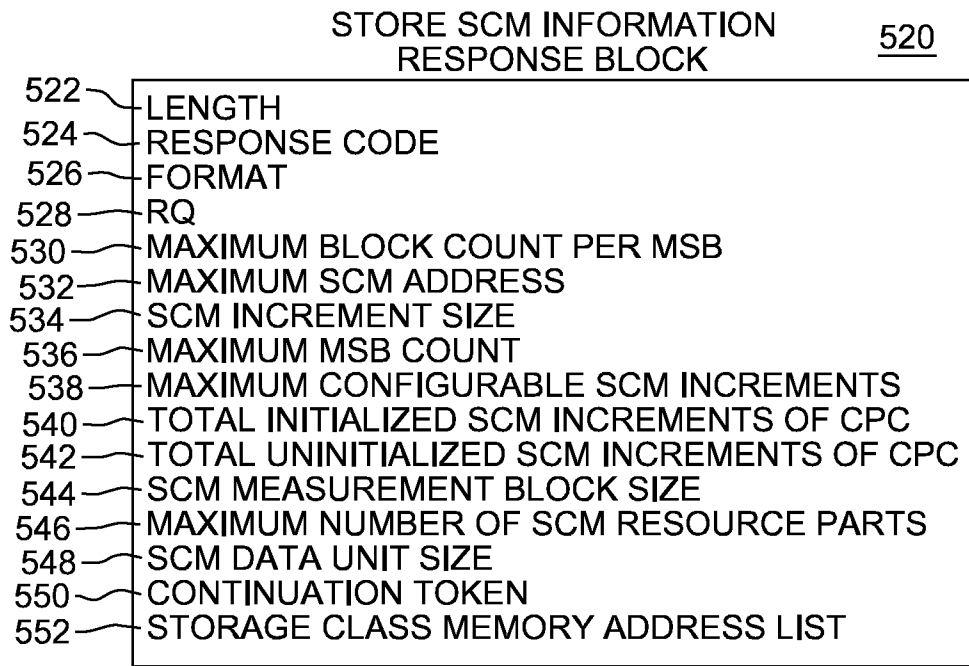 STORE SCM INFORMATION
RESPONSE BLOCK
520
522 LENGTH
524 RESPONSE CODE
526 FORMAT
528 RQ
530 MAXIMUM BLOCK COUNT PER MSB
532 MAXIMUM SCM ADDRESS
534 SCM INCREMENT SIZE
536 MAXIMUM MSB COUNT
538 MAXIMUM CONFIGURABLE SCM INCREMENTS
540 TOTAL INITIALIZED SCM INCREMENTS OF CPC
542 TOTAL UNINITIALIZED SCM INCREMENTS OF CPC
544 SCM MEASUREMENT BLOCK SIZE
546 MAXIMUM NUMBER OF SCM RESOURCE PARTS
548 SCM DATA UNIT SIZE
550 CONTINUATION TOKEN
552 STORAGE CLASS MEMORY ADDRESS LIST